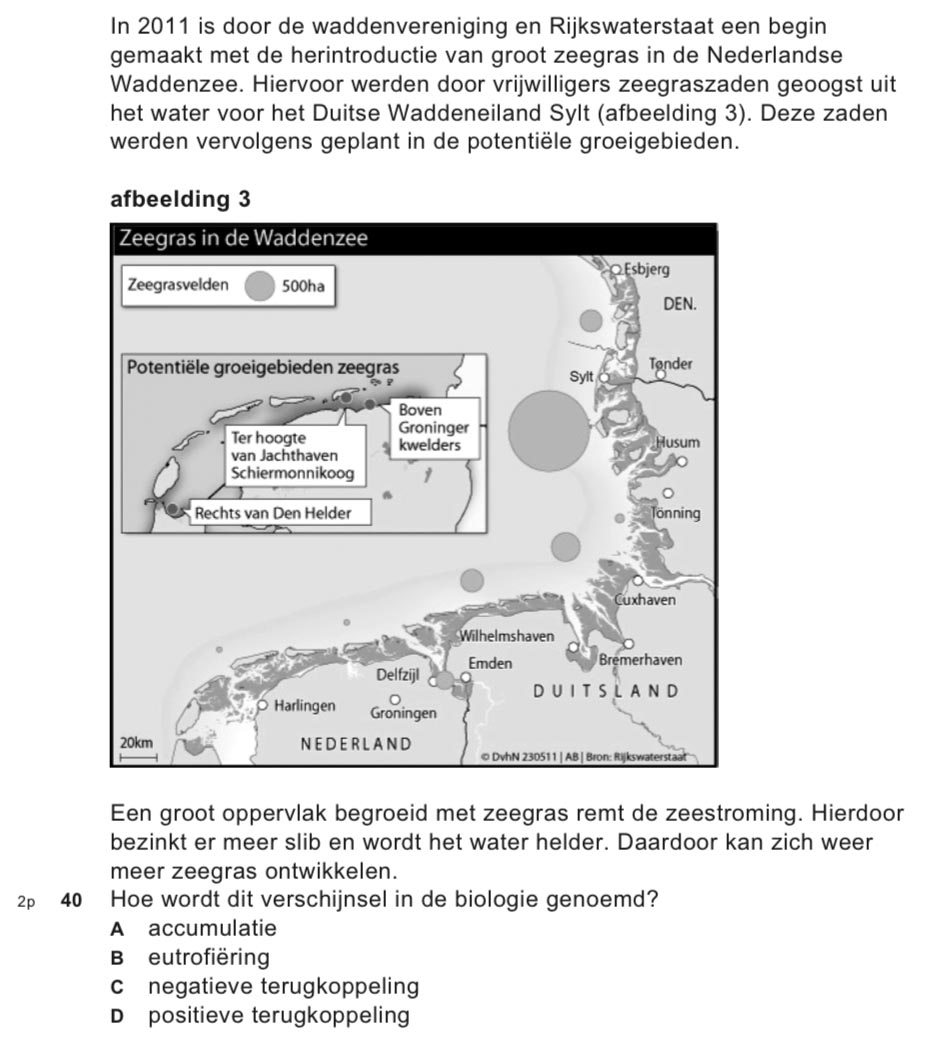 In 2011 is door de waddenvereniging en Rijkswaterstaat een begin
gemaakt met de herintroductie van groot zeegras in de Nederlandse
Waddenzee. Hiervoor werden door vrijwilligers zeegraszaden geoogst uit
het water voor het Duitse Waddeneiland Sylt (afbeelding 3). Deze zaden
werden vervolgens geplant in de potentiële groeigebieden.
afbeelding 3
Zeegras in de Waddenzee
Zeegrasvelden 500ha
Esbjerg
DEN.
Potentiële groeigebieden zeegras
Tønder
Sylt
Boven
Groninger
kwelders
Ter hoogte
van Jachthaven
Schiermonnikoog
Husum
Rechts van Den Helder
Tönning
Cuxhaven
Wilhelmshaven
Bremerhaven
Delfzijl
Emden
DUITSLAND
Harlingen
Groningen
20km
NEDERLAND
© DvhN 230511 | AB | Bron: Rijkswaterstaat
Een groot oppervlak begroeid met zeegras remt de zeestroming. Hierdoor
bezinkt er meer slib en wordt het water helder. Daardoor kan zich weer
meer zeegras ontwikkelen.
2p 40 Hoe wordt dit verschijnsel in de biologie genoemd?
A accumulatie
B eutrofiëring
C negatieve terugkoppeling
D positieve terugkoppeling